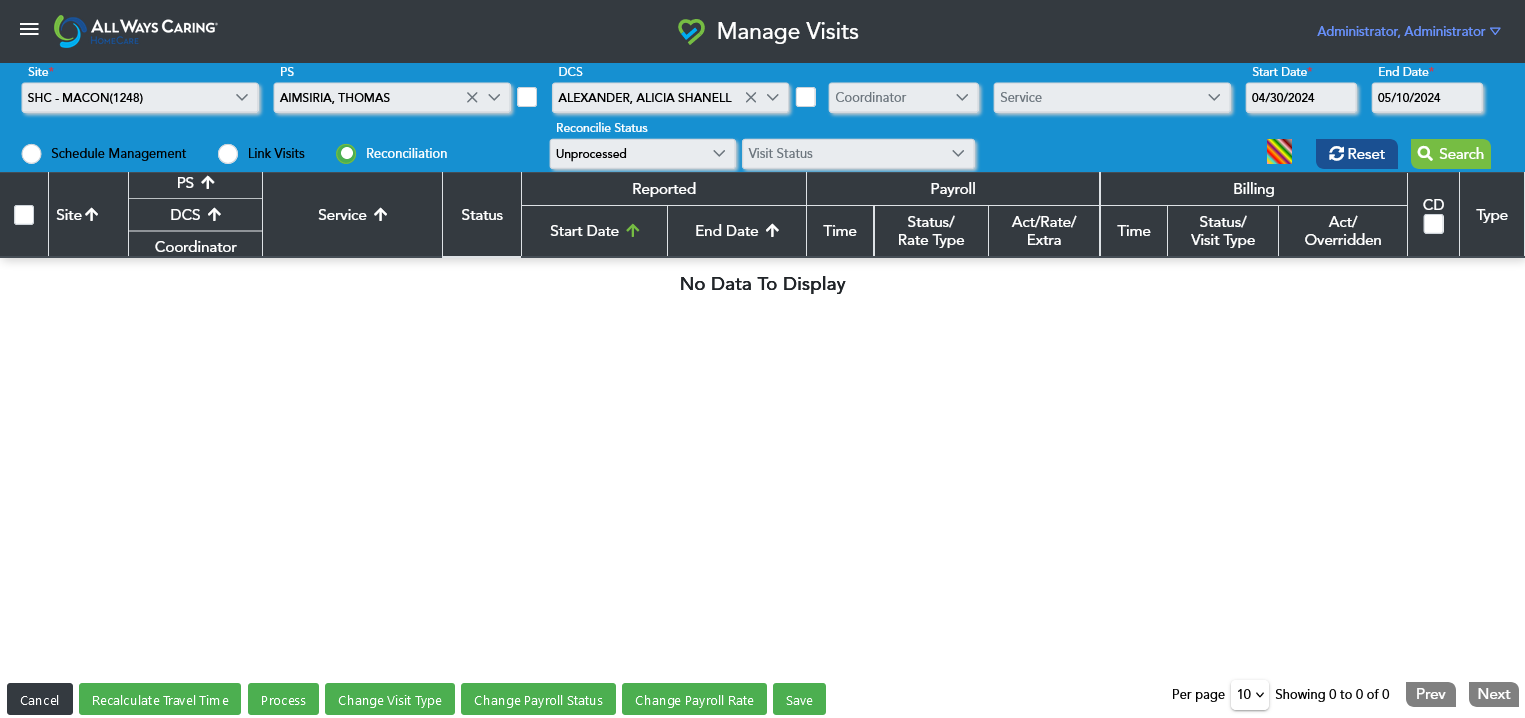 ALL WAYS CARING®
HOMECARE
Manage Visits
Administrator, Administrator
Site*
PS
DCS
Start Date*
End Date*
SHC - MACON(1248)
AIMSIRIA, THOMAS
ALEXANDER, ALICIA SHANELL
Coordinator
Service
04/30/2024
05/10/2024
Reconcilie Status
Schedule Management
Link Visits
Reconciliation
Unprocessed
Visit Status
Reset
Search
Site
PS
DCS
Coordinator
Service
Status
Reported
Start Date
End Date
Payroll
Time
Status/
Rate Type
Act/Rate/
Extra
Billing
Time
Status/
Visit Type
Act/
Overridden
CD
Type
No Data To Display
Cancel
Recalculate Travel Time
Process
Change Visit Type
Change Payroll Status
Change Payroll Rate
Save
Per page
10
Showing 0 to 0 of 0
Prev
Next